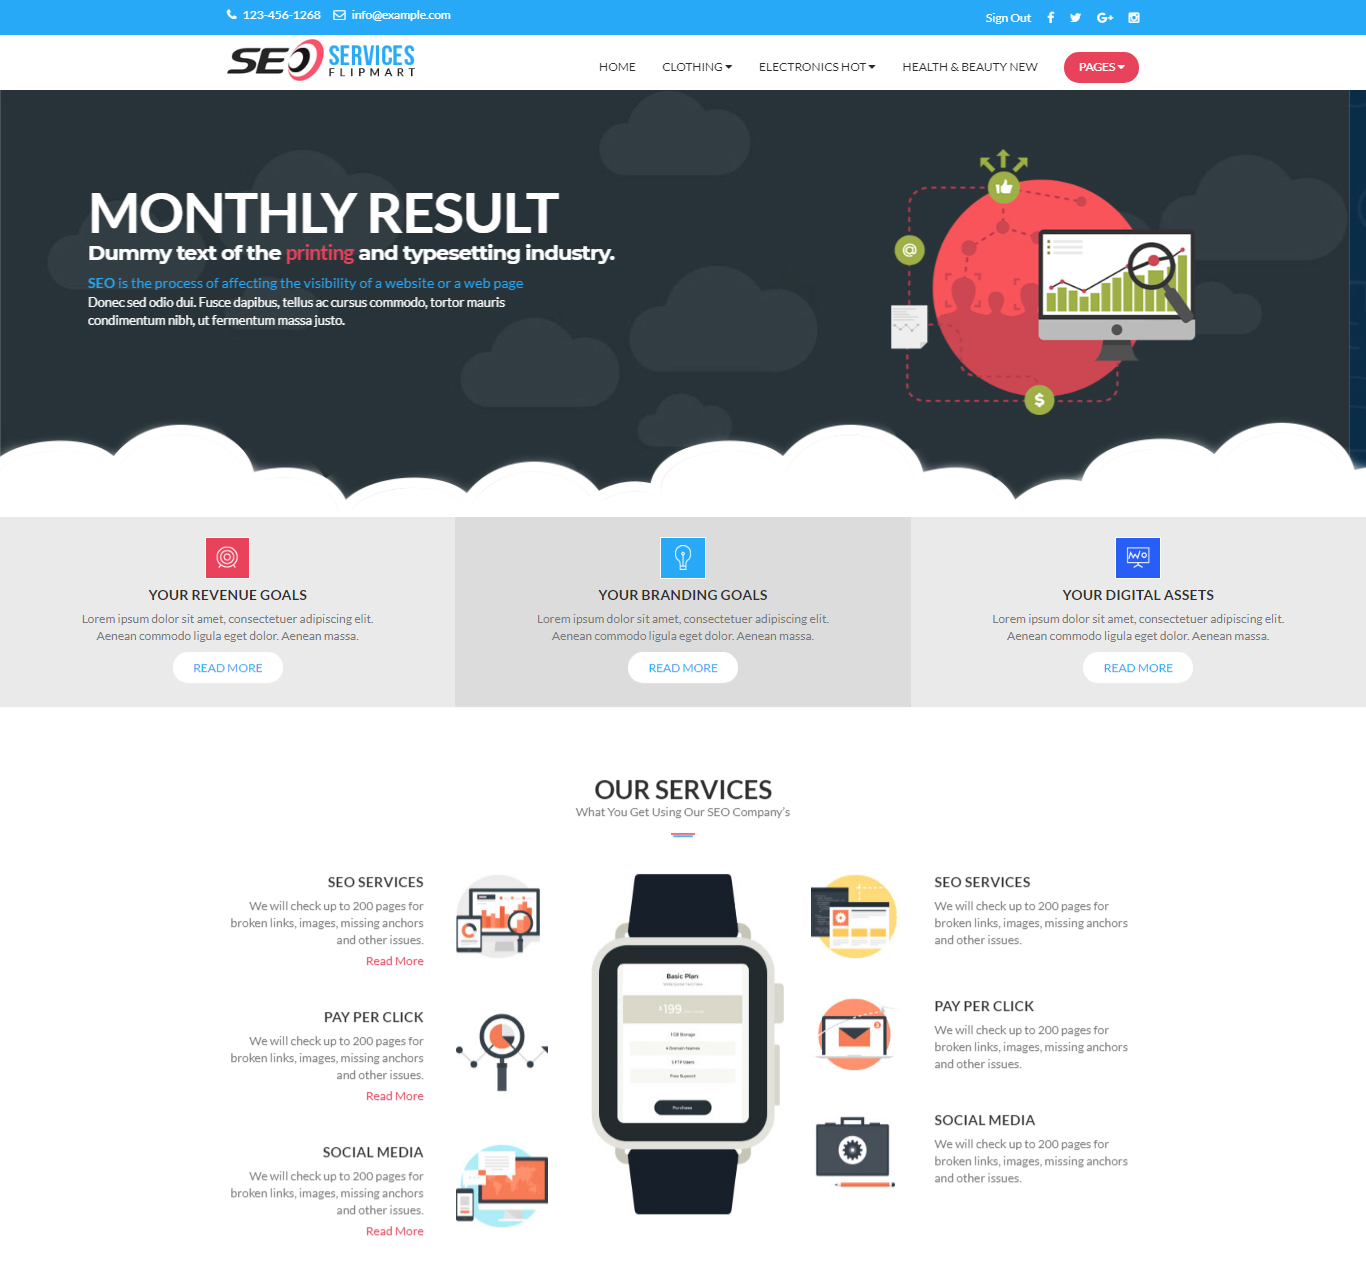 123-456-1268 info@example.com
Sign Out
SEO SERVICES
FLIPMART
HOME CLOTHING ELECTRONICS HOT HEALTH & BEAUTY NEW PAGES
MONTHLY RESULT
Dummy text of the printing and typesetting industry.
SEO is the process of affecting the visibility of a website or a web page
Donec sed odio dui. Fusce dapibus, tellus ac cursus commodo, tortor mauris
condimentum nibh, ut fermentum massa justo.
YOUR REVENUE GOALS
Lorem ipsum dolor sit amet, consectetuer adipiscing elit.
Aenean commodo ligula eget dolor. Aenean massa.
READ MORE
YOUR BRANDING GOALS
Lorem ipsum dolor sit amet, consectetuer adipiscing elit.
Aenean commodo ligula eget dolor. Aenean massa.
READ MORE
YOUR DIGITAL ASSETS
Lorem ipsum dolor sit amet, consectetuer adipiscing elit.
Aenean commodo ligula eget dolor. Aenean massa.
READ MORE
OUR SERVICES
What You Get Using Our SEO Company's
SEO SERVICES
We will check up to 200 pages for
broken links, images, missing anchors
and other issues.
Read More
PAY PER CLICK
We will check up to 200 pages for
broken links, images, missing anchors
and other issues.
Read More
SOCIAL MEDIA
We will check up to 200 pages for
broken links, images, missing anchors
and other issues.
Read More
Basic Plan
$199
1 GB Storage
4 Domain Names
5 FTP Users
Free Support
Purchase
SEO SERVICES
We will check up to 200 pages for
broken links, images, missing anchors
and other issues.
PAY PER CLICK
We will check up to 200 pages for
broken links, images, missing anchors
and other issues.
SOCIAL MEDIA
We will check up to 200 pages for
broken links, images, missing anchors
and other issues.